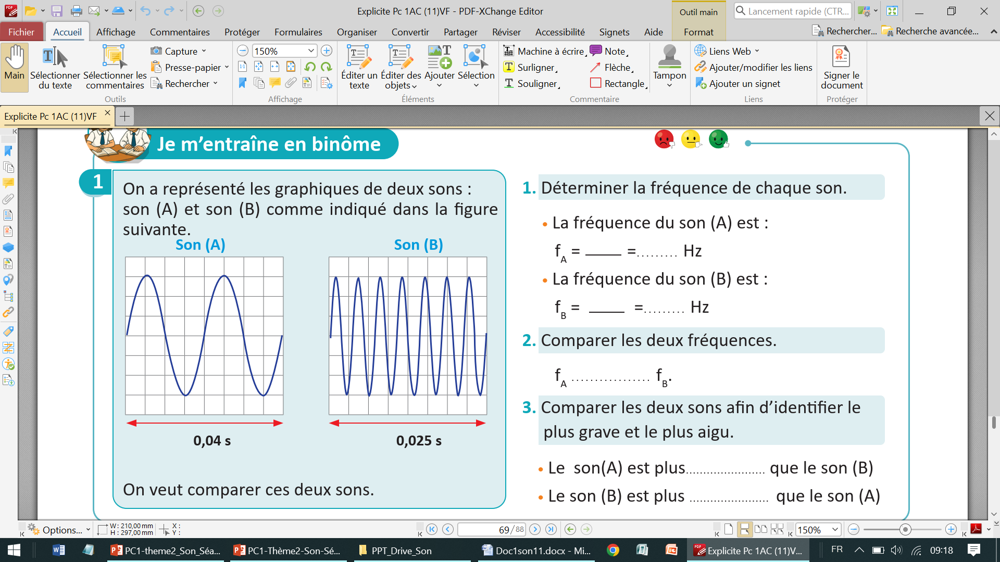 Explicite Pc 1AC (11)VF - PDF-XChange Editor
Outil main
Lancement rapide (CTR...
Fichier
Accueil
Affichage
Commentaires
Protéger
Formulaires
Organiser
Convertir
Partager
Réviser
Accessibilité
Signets
Aide
Format
Rechercher...
Recherche avancée...
Main
Sélectionner du texte
Sélectionner les commentaires
Capture
Presse-papier
Rechercher
Outils
150%
Affichage
Éditer un texte
Éditer des objets
Ajouter
Sélection
Éléments
Machine à écrire
Surligner
Souligner
Note
Flèche
Rectangle
Tampon
Commentaire
Liens Web
Ajouter/modifier les liens
Ajouter un signet
Liens
Signer le document
Protéger
Explicite Pc 1AC (11)VF
Je m’entraîne en binôme
1
On a représenté les graphiques de deux sons :
son (A) et son (B) comme indiqué dans la figure
suivante.
Son (A)
Son (B)
0,04 s
0,025 s
On veut comparer ces deux sons.
1. Déterminer la fréquence de chaque son.
• La fréquence du son (A) est :
fA = _____ =......... Hz
• La fréquence du son (B) est :
fB = _____ =......... Hz
2. Comparer les deux fréquences.
fA ................. fB.
3. Comparer les deux sons afin d’identifier le
plus grave et le plus aigu.
• Le son(A) est plus....................... que le son (B)
• Le son (B) est plus ....................... que le son (A)
Options...
W : 210,00 mm
H : 297,00 mm
X :
Y :
69 / 88
150%
PC1-theme2_Son_Séa...
PC1-Thème2-Son-Sé...
PPT_Drive_Son
Doc1son11.docx - Mi...
Explicite Pc 1AC (11)V...
FR
09:18